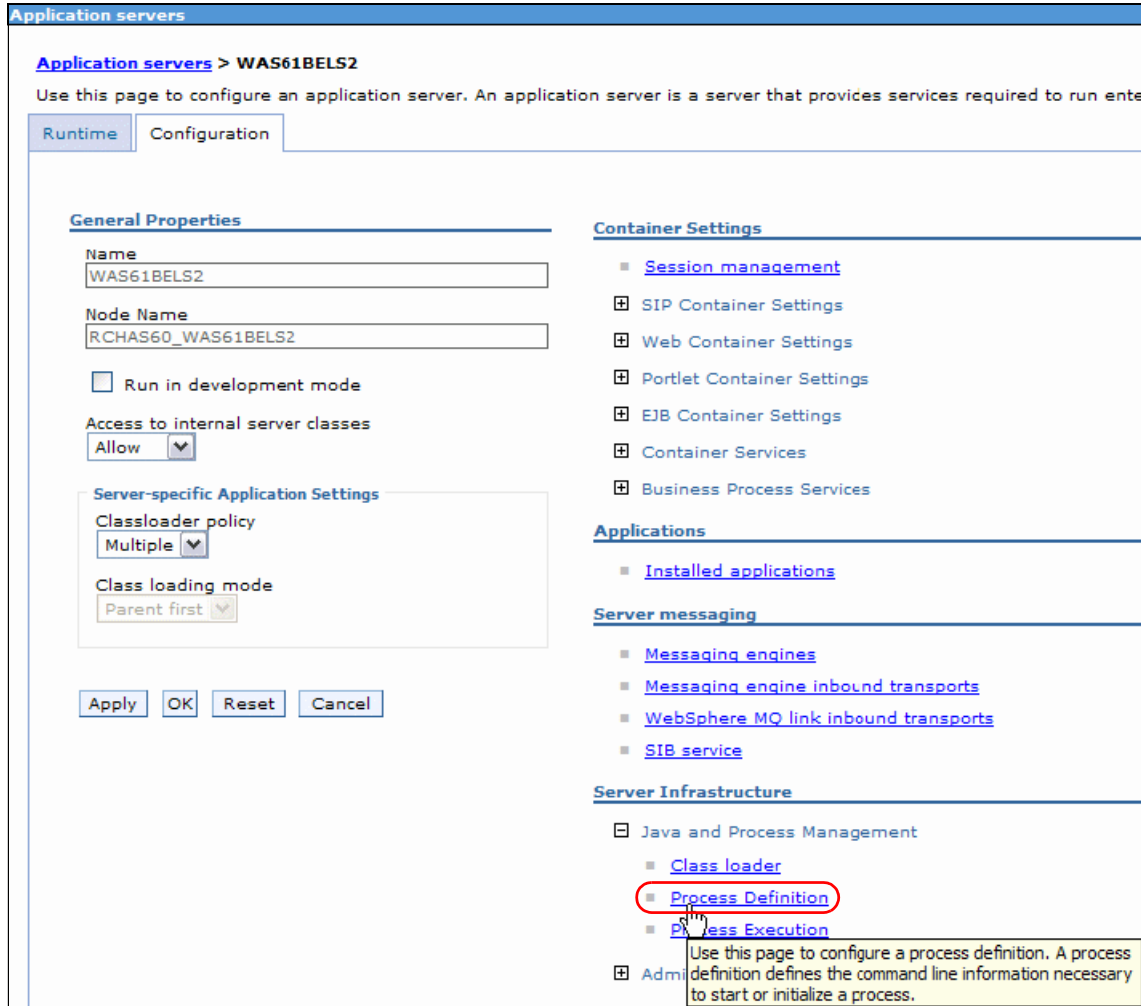 Application servers
Application servers > WAS61BELS2
Use this page to configure an application server. An application server is a server that provides services required to run ente
Runtime
Configuration
General Properties
Name
WAS61BELS2
Node Name
RCHAS60_WAS61BELS2
Run in development mode
Access to internal server classes
Allow
Server-specific Application Settings
Classloader policy
Multiple
Class loading mode
Parent first
Apply
OK
Reset
Cancel
Container Settings
Session management
SIP Container Settings
Web Container Settings
Portlet Container Settings
EJB Container Settings
Container Services
Business Process Services
Applications
Installed applications
Server messaging
Messaging engines
Messaging engine inbound transports
WebSphere MQ link inbound transports
SIB service
Server Infrastructure
Java and Process Management
Class loader
Process Definition
Process Execution
Admi
Use this page to configure a process definition. A process
definition defines the command line information necessary
to start or initialize a process.